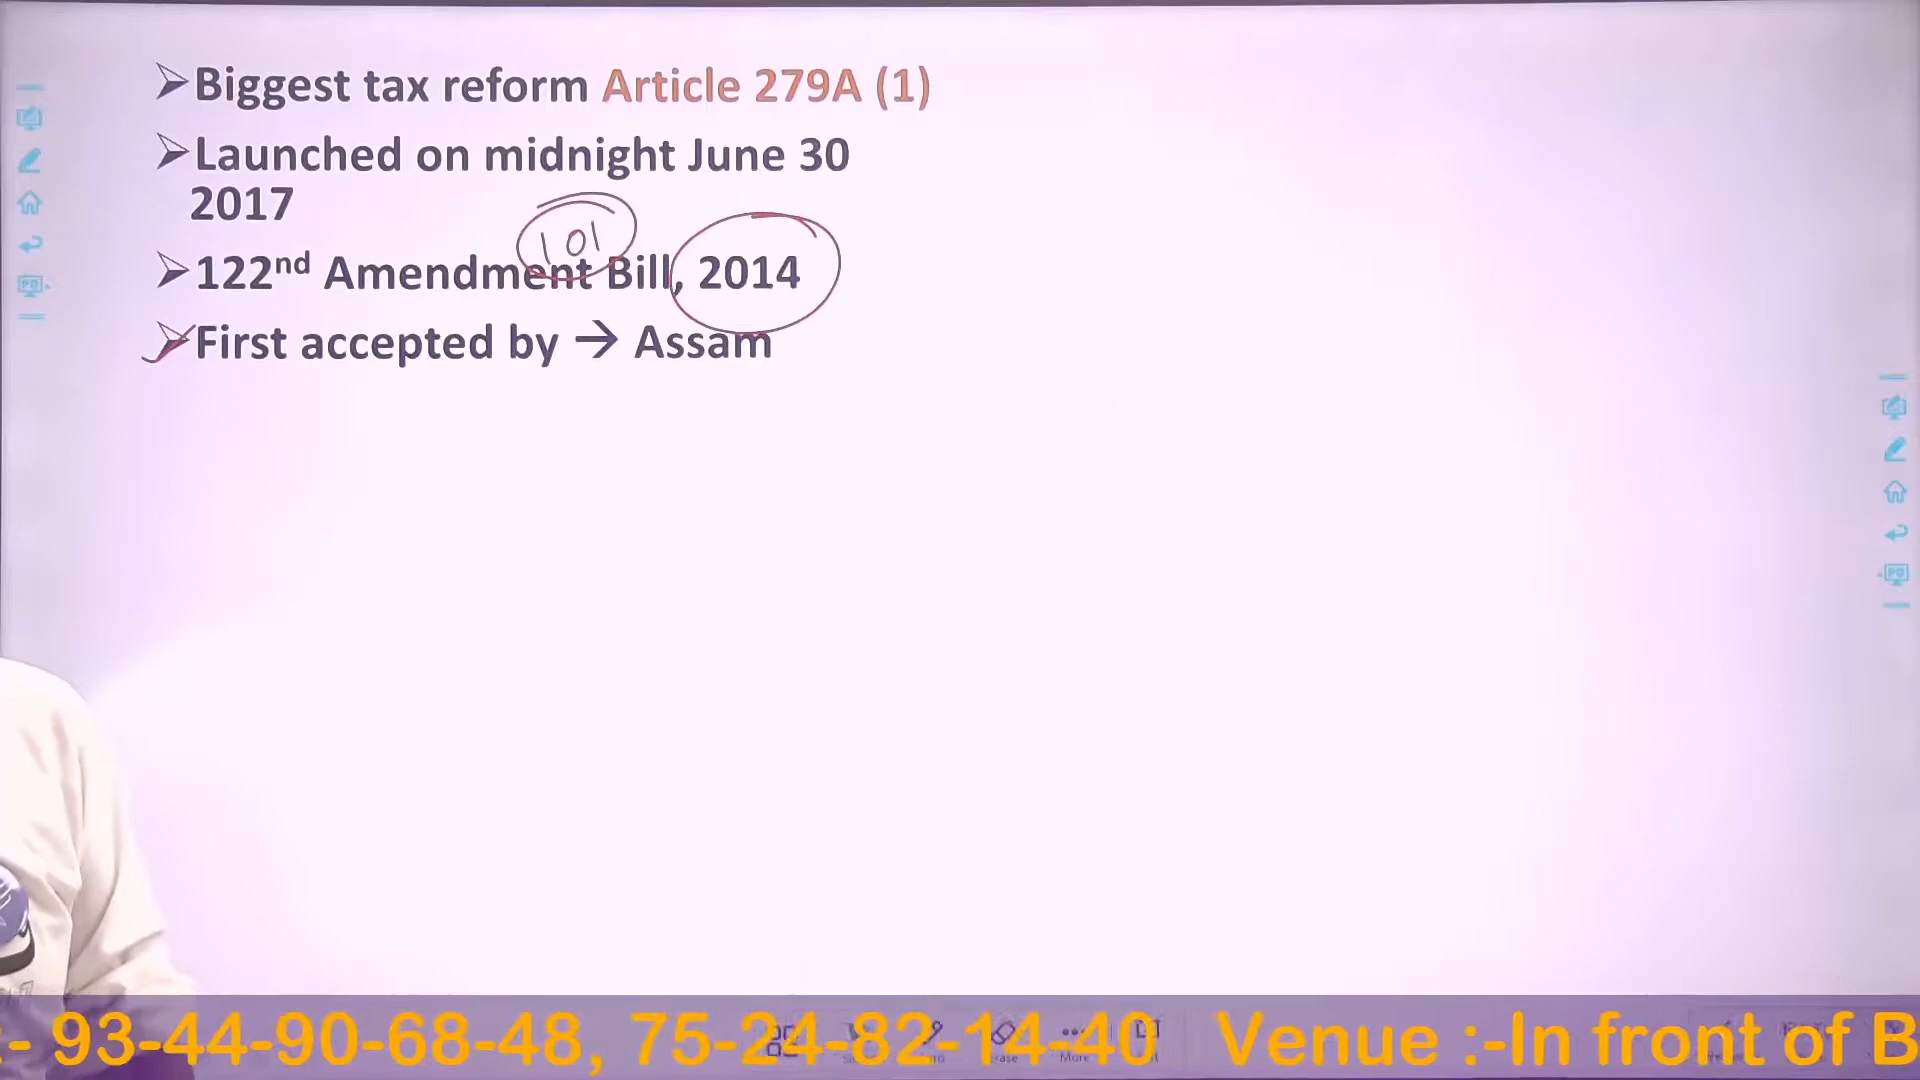 ➢Biggest tax reform Article 279A (1)
➢Launched on midnight June 30
2017
101
➢122nd Amendment Bill, 2014
➢First accepted by → Assam
:- 93-44-90-68-48, 75-24-82-14-40 Venue :-In front of B
More